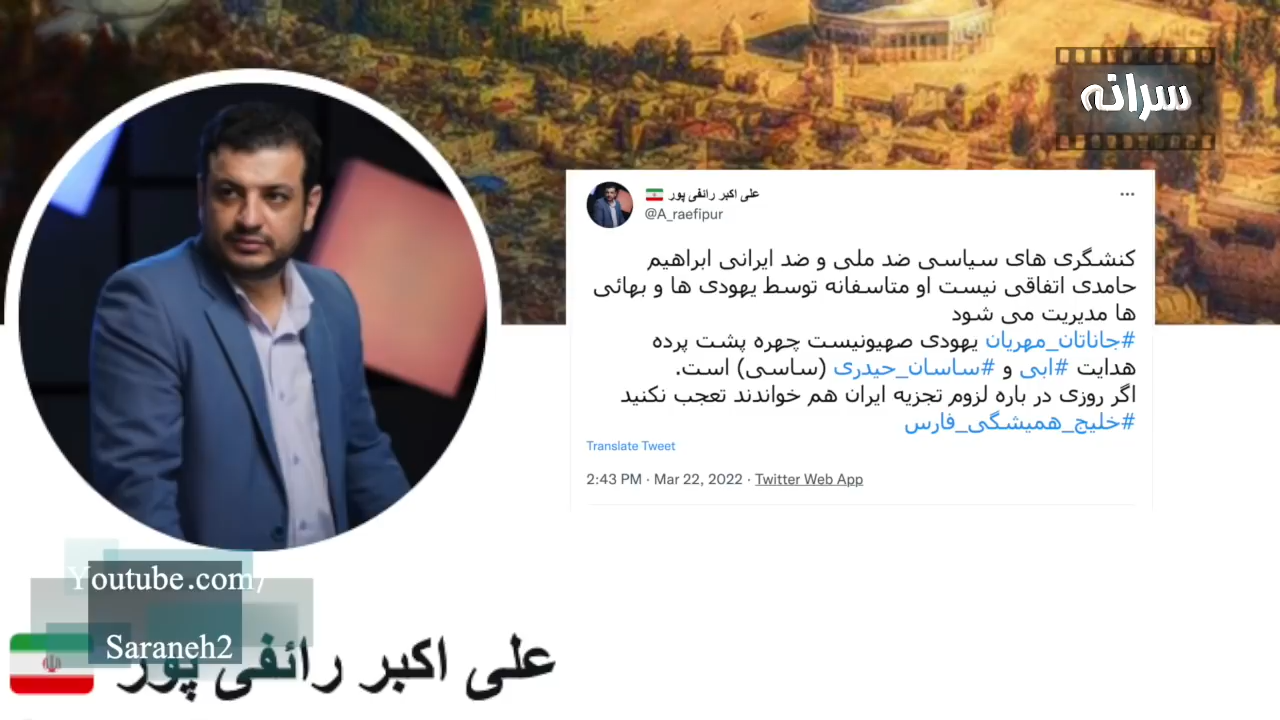 سرانه
علی اکبر رائفی پور
@A_raefipur
کنشگری های سیاسی ضد ملی و ضد ایرانی ابراهیم
حامدی اتفاقی نیست او متاسفانه توسط یهودی ها و بهائی
ها مدیریت می شود
#جاناتان_مهریان یهودی صهیونیست چهره پشت پرده
هدایت #ابی و #ساسان_حیدری (ساسی) است.
اگر روزی در باره لزوم تجزیه ایران هم خواندند تعجب نکنید
#خلیج_همیشگی_فارس
Translate Tweet
2:43 PM · Mar 22, 2022 · Twitter Web App
Youtube.com/
Saraneh2
علی اکبر رائفی پور